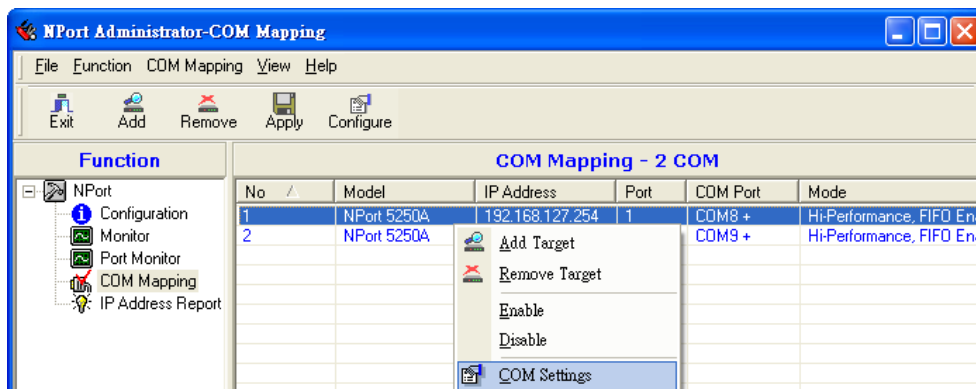 NPort Administrator-COM Mapping
File Function COM Mapping View Help
Exit Add Remove Apply Configure
Function
COM Mapping - 2 COM
NPort
Configuration
Monitor
Port Monitor
COM Mapping
IP Address Report
No Model IP Address Port COM Port Mode
1 NPort 5250A 192.168.127.254 1 COM8 + Hi-Performance, FIFO En
2 NPort 5250A COM9 + Hi-Performance, FIFO En
Add Target
Remove Target
Enable
Disable
COM Settings